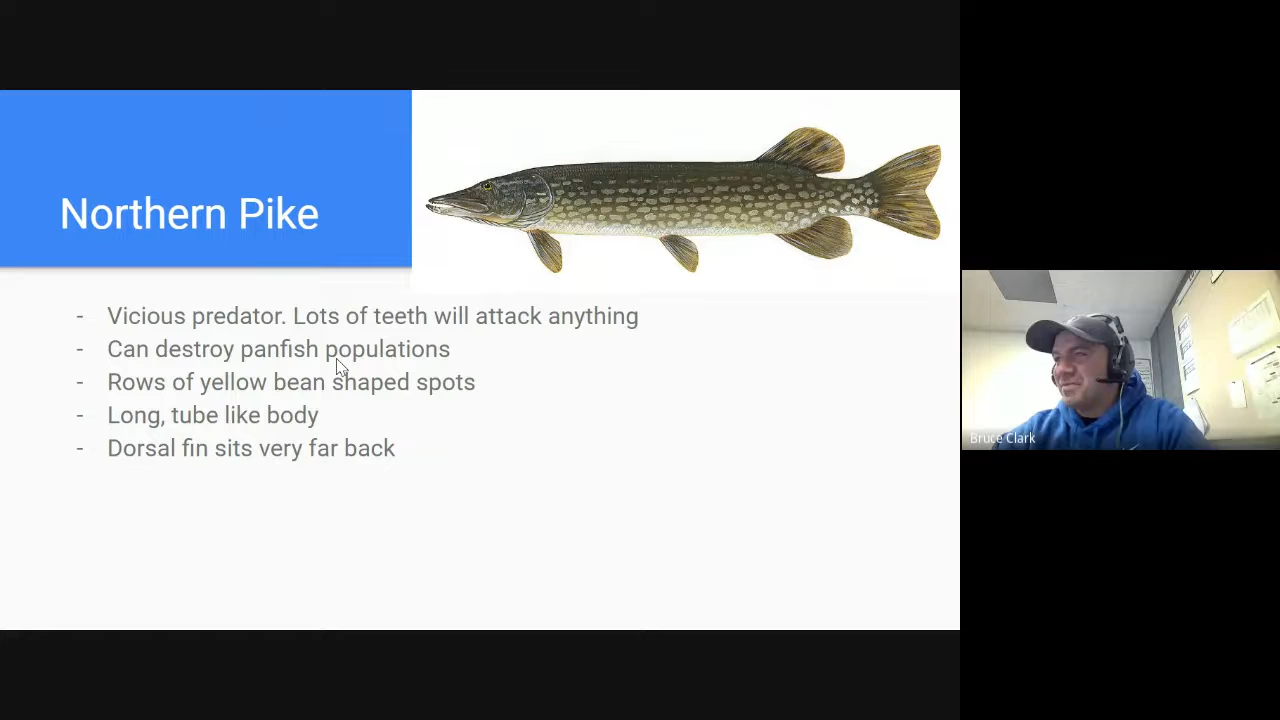 Northern Pike
- Vicious predator. Lots of teeth will attack anything
- Can destroy panfish populations
- Rows of yellow bean shaped spots
- Long, tube like body
- Dorsal fin sits very far back
Bruce Clark